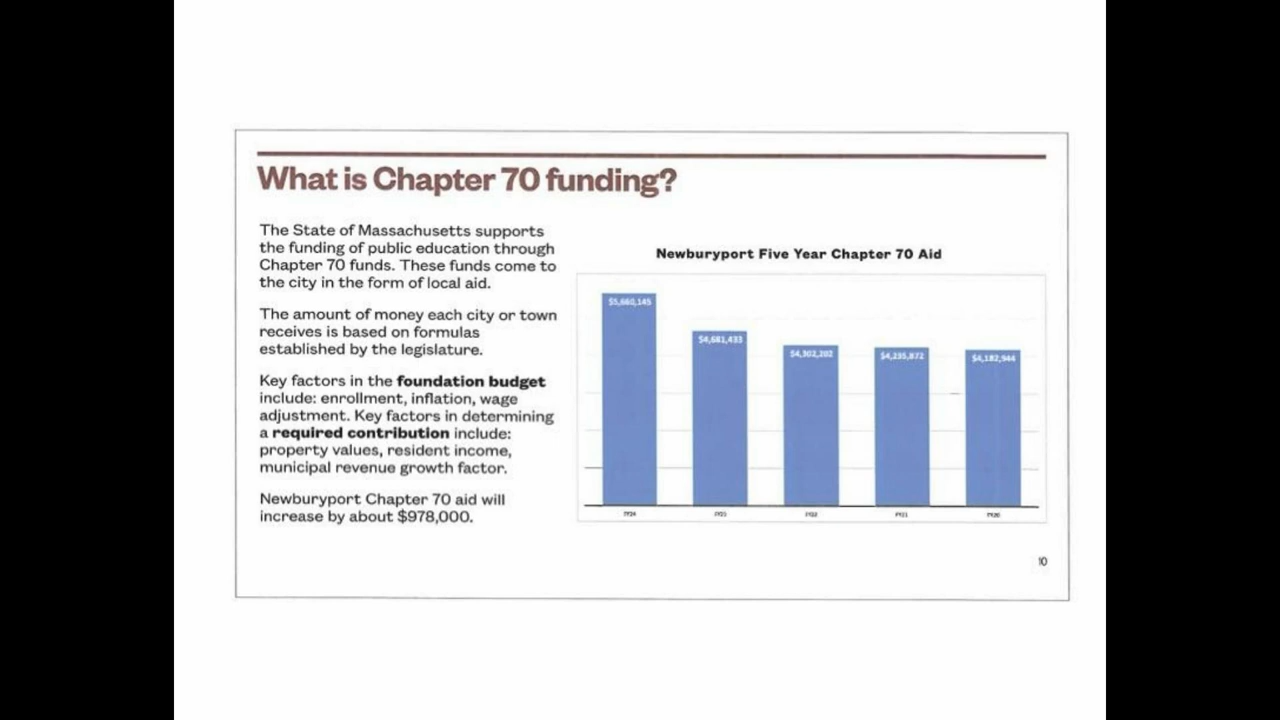 What is Chapter 70 funding?
The State of Massachusetts supports
the funding of public education through
Chapter 70 funds. These funds come to
the city in the form of local aid.
The amount of money each city or town
receives is based on formulas
established by the legislature.
Key factors in the foundation budget
include: enrollment, inflation, wage
adjustment. Key factors in determining
a required contribution include:
property values, resident income,
municipal revenue growth factor.
Newburyport Chapter 70 aid will
increase by about $978,000.
Newburyport Five Year Chapter 70 Aid
$5,660,145
$4,681,433
$4,302,202
$4,235,872
$4,182,944
FY24
FY23
FY22
FY21
FY20
10